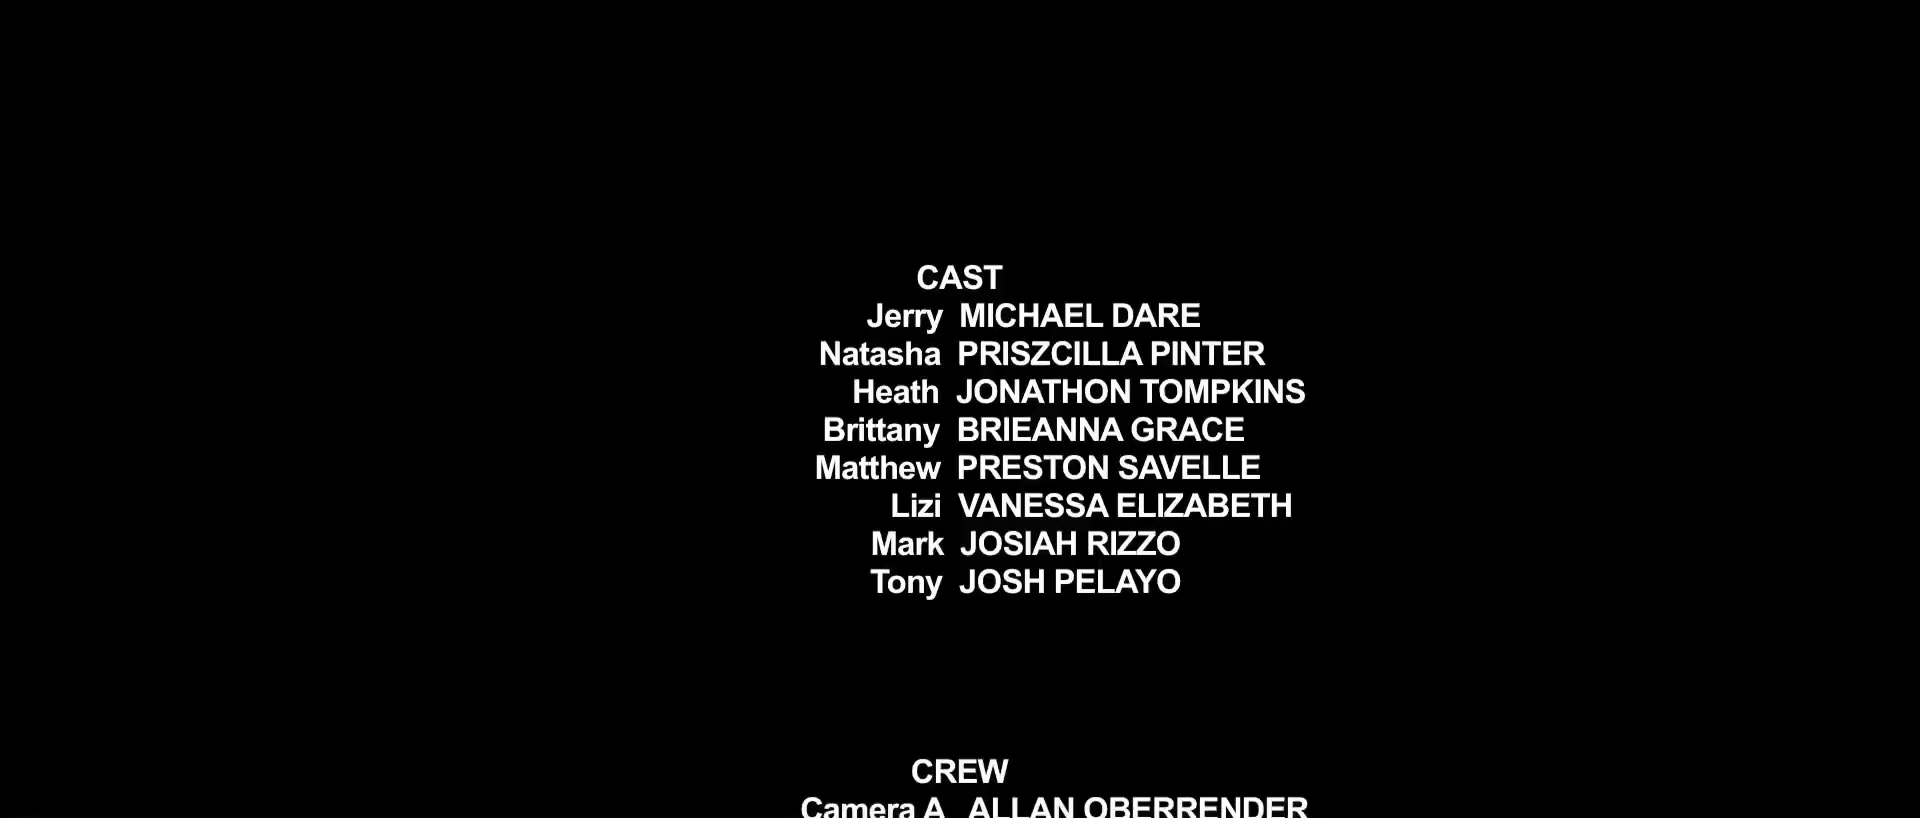 CAST
Jerry MICHAEL DARE
Natasha PRISZCILLA PINTER
Heath JONATHON TOMPKINS
Brittany BRIEANNA GRACE
Matthew PRESTON SAVELLE
Lizi VANESSA ELIZABETH
Mark JOSIAH RIZZO
Tony JOSH PELAYO
CREW
Camera A ALLAN OBERRENDER